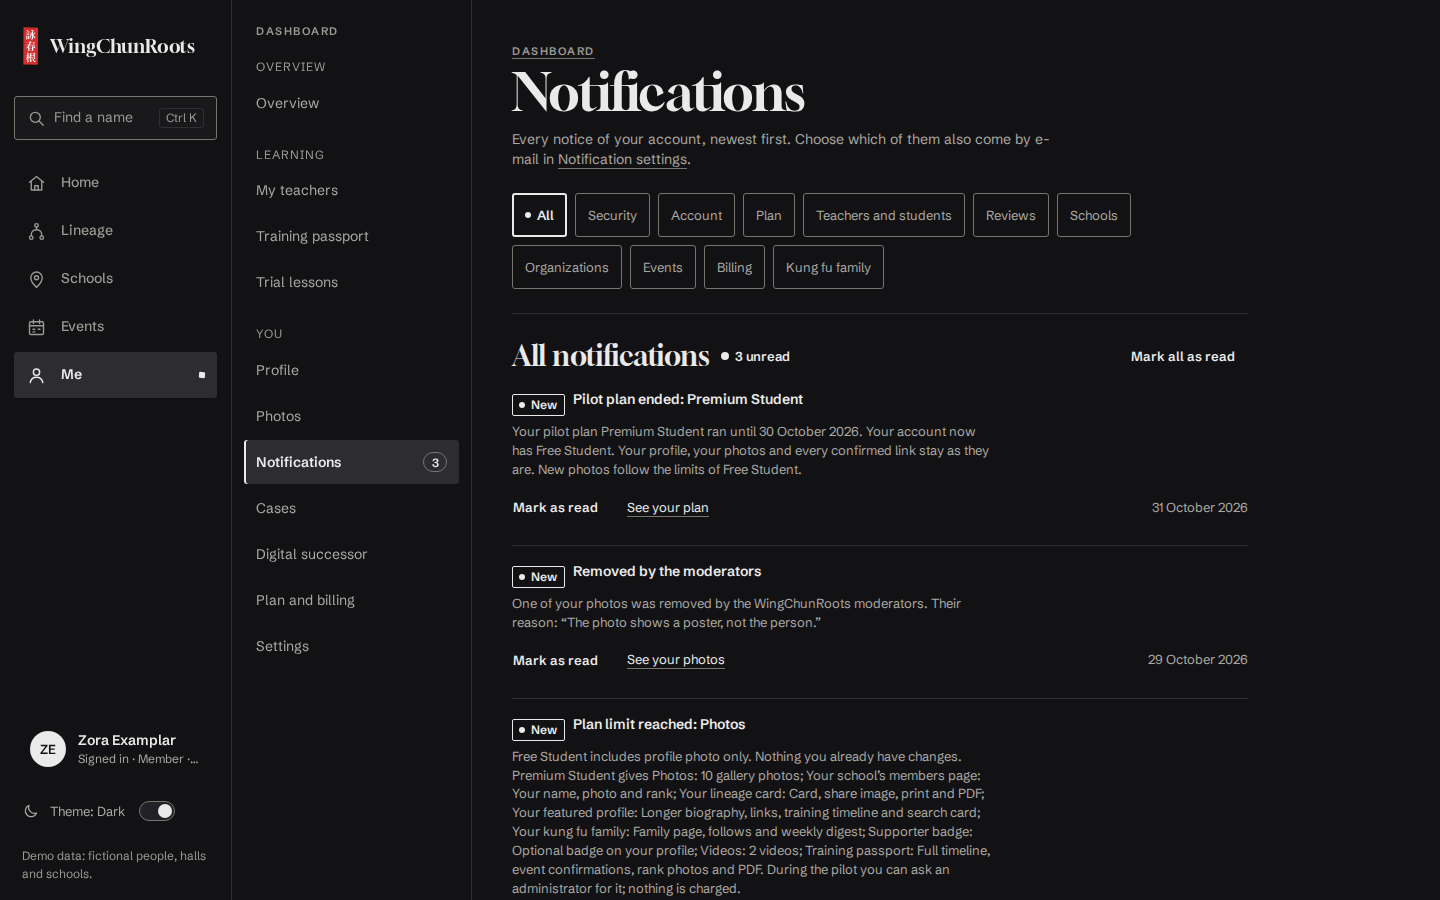 詠春根
WingChunRoots
Find a name
Ctrl K
Home
Lineage
Schools
Events
Me
ZE
Zora Examplar
Signed in · Member ·...
Theme: Dark
Demo data: fictional people, halls
and schools.
DASHBOARD
OVERVIEW
Overview
LEARNING
My teachers
Training passport
Trial lessons
YOU
Profile
Photos
Notifications 3
Cases
Digital successor
Plan and billing
Settings
DASHBOARD
Notifications
Every notice of your account, newest first. Choose which of them also come by e-
mail in Notification settings.
All Security Account Plan Teachers and students Reviews Schools
Organizations Events Billing Kung fu family
All notifications 3 unread Mark all as read
New Pilot plan ended: Premium Student
Your pilot plan Premium Student ran until 30 October 2026. Your account now
has Free Student. Your profile, your photos and every confirmed link stay as they
are. New photos follow the limits of Free Student.
Mark as read See your plan 31 October 2026
New Removed by the moderators
One of your photos was removed by the WingChunRoots moderators. Their
reason: “The photo shows a poster, not the person.”
Mark as read See your photos 29 October 2026
New Plan limit reached: Photos
Free Student includes profile photo only. Nothing you already have changes.
Premium Student gives Photos: 10 gallery photos; Your school’s members page:
Your name, photo and rank; Your lineage card: Card, share image, print and PDF;
Your featured profile: Longer biography, links, training timeline and search card;
Your kung fu family: Family page, follows and weekly digest; Supporter badge:
Optional badge on your profile; Videos: 2 videos; Training passport: Full timeline,
event confirmations, rank photos and PDF. During the pilot you can ask an
administrator for it; nothing is charged.